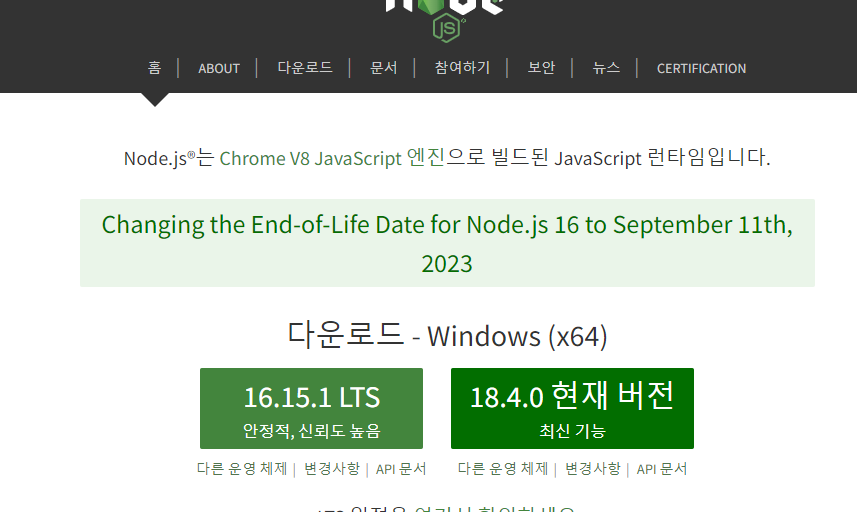 홈 | ABOUT | 다운로드 | 문서 | 참여하기 | 보안 | 뉴스 | CERTIFICATION
Node.js®는 Chrome V8 JavaScript 엔진으로 빌드된 JavaScript 런타임입니다.
Changing the End-of-Life Date for Node.js 16 to September 11th,
2023
다운로드 - Windows (x64)
16.15.1 LTS
안정적, 신뢰도 높음
18.4.0 현재 버전
최신 기능
다른 운영 체제 | 변경사항 | API 문서
다른 운영 체제 | 변경사항 | API 문서